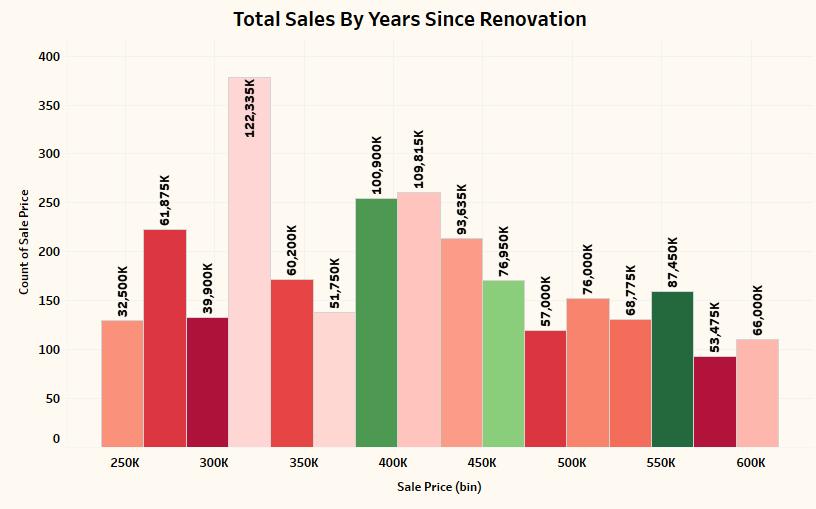 Total Sales By Years Since Renovation
Count of Sale Price
400
350
300
250
200
150
100
50
0
32,500K
61,875K
39,900K
122,335K
60,200K
51,750K
100,900K
109,815K
93,635K
76,950K
57,000K
76,000K
68,775K
87,450K
53,475K
66,000K
250K
300K
350K
400K
450K
500K
550K
600K
Sale Price (bin)